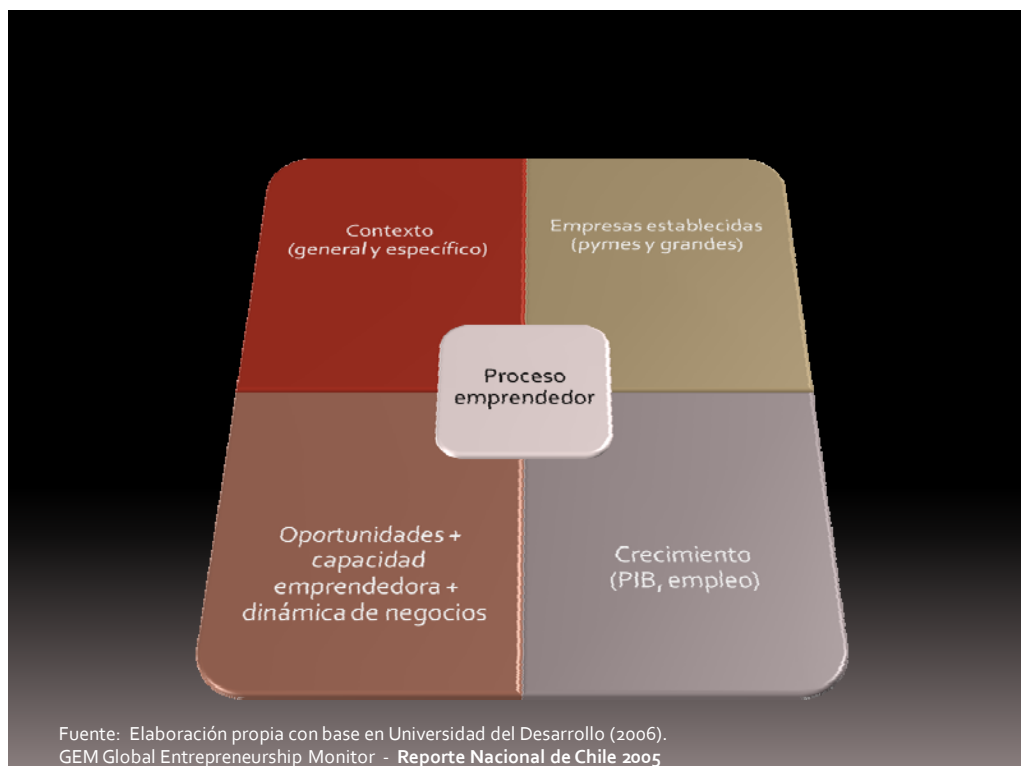 Contexto
(general y específico)
Empresas establecidas
(pymes y grandes)
Proceso
emprendedor
Oportunidades +
capacidad
emprendedora +
dinámica de negocios
Crecimiento
(PIB, empleo)
Fuente: Elaboración propia con base en Universidad del Desarrollo (2006).
GEM Global Entrepreneurship Monitor - Reporte Nacional de Chile 2005